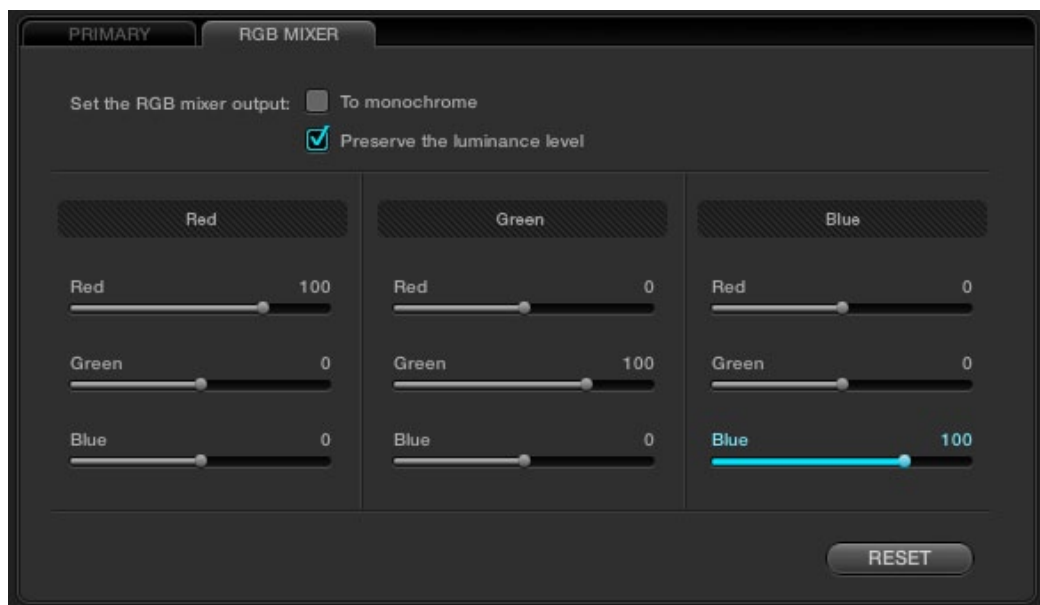 PRIMARY RGB MIXER
Set the RGB mixer output: To monochrome
Preserve the luminance level
Red Green Blue
Red 100 Red 0 Red 0
Green 0 Green 100 Green 0
Blue 0 Blue 0 Blue 100
RESET